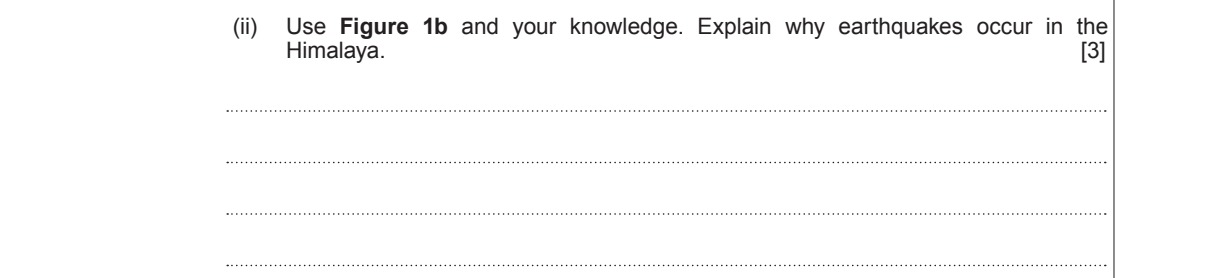 (ii) Use Figure 1b and your knowledge. Explain why earthquakes occur in the
Himalaya. [3]